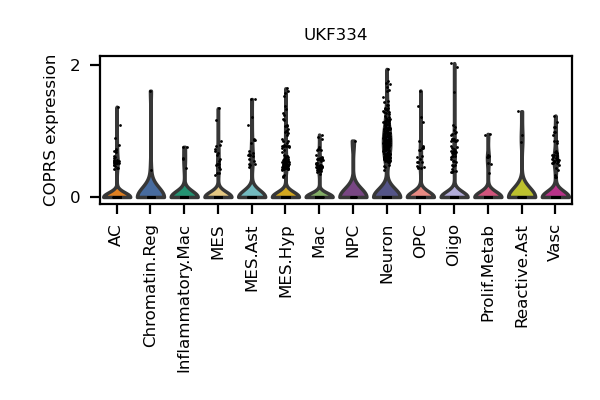 UKF334
COPRS expression
2
0
AC
Chromatin.Reg
Inflammatory.Mac
MES
MES.Ast
MES.Hyp
Mac
NPC
Neuron
OPC
Oligo
Prolif.Metab
Reactive.Ast
Vasc